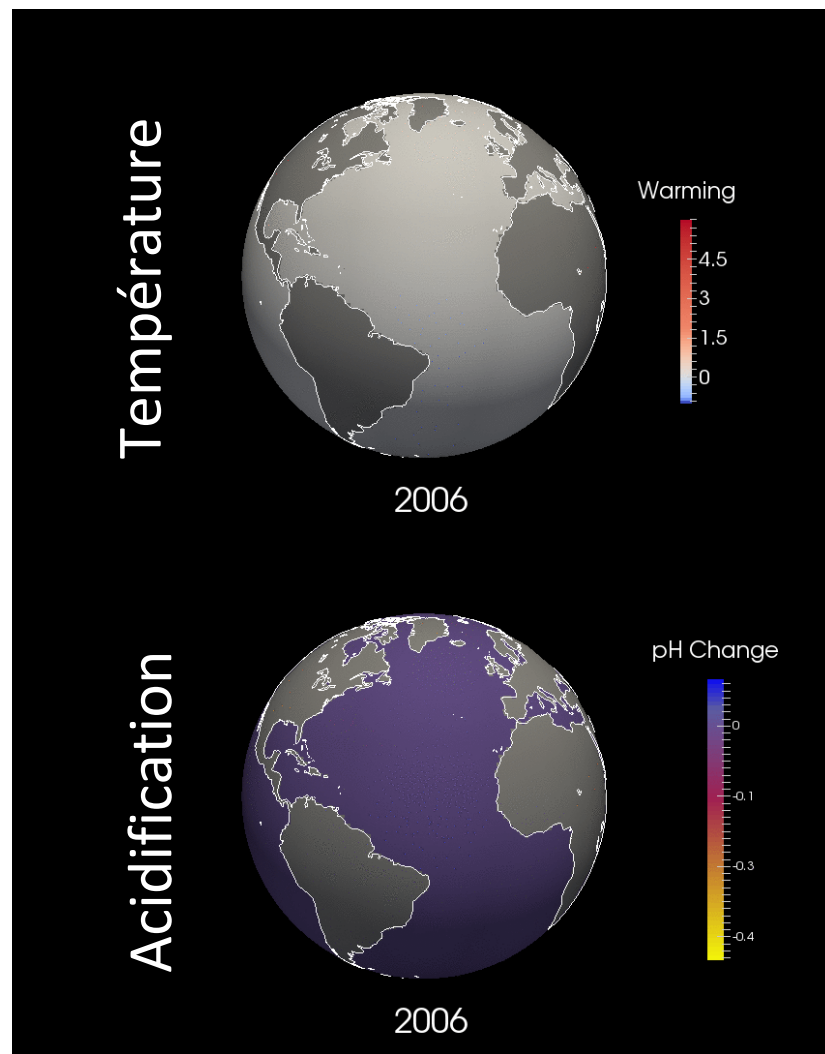 Température
Warming
4.5
3
1.5
0
2006
Acidification
pH Change
0
-0.1
-0.3
-0.4
2006